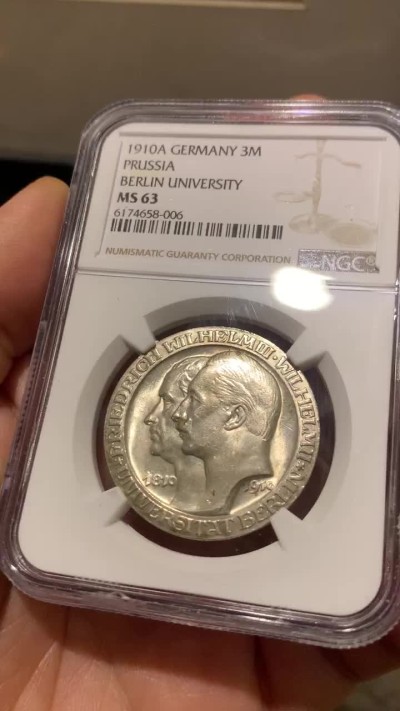 1910A GERMANY 3M
PRUSSIA
BERLIN UNIVERSITY
MS 63
6174658-006
NUMISMATIC GUARANTY CORPORATION
NGC®
FRIEDRICH WILHELM III · WILHELM II
1810
1910
UNIVERSITÄT BERLIN